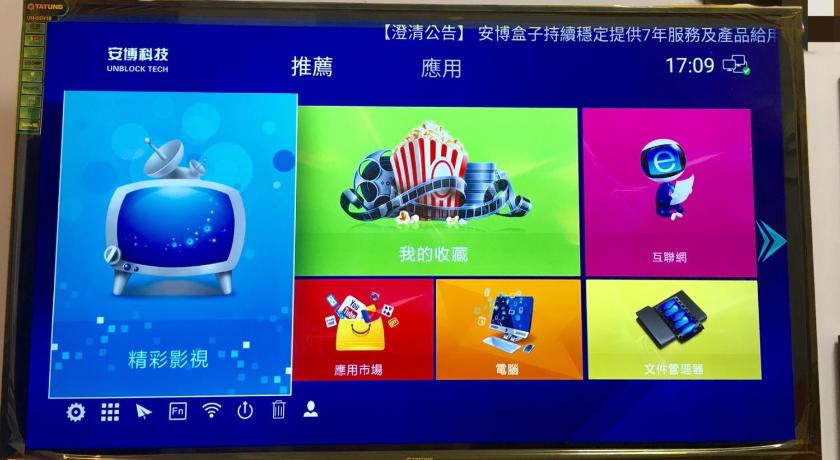 TATUNG
【澄清公告】 安博盒子持續穩定提供7年服務及產品給用
安博科技
UNBLOCK TECH
推薦
應用
17:09
精彩影視
我的收藏
互聯網
You Tube
應用市場
電腦
文件管理器
Fn
TATUNG